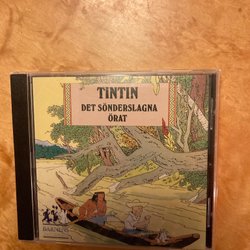 TINTIN
DET SÖNDERSLAGNA
ÖRAT